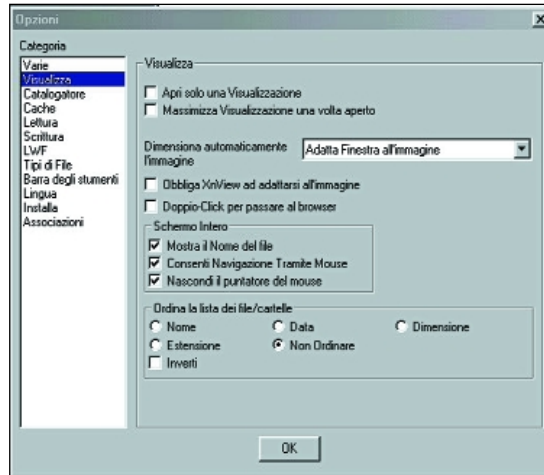 Opzioni
Categoria
Varie
Visualizza
Catalogatore
Cache
Lettura
Scrittura
LWF
Tipi di File
Barra degli stumenti
Lingua
Installa
Associazioni
Visualizza
Apri solo una Visualizzazione
Massimizza Visualizzazione una volta aperto
Dimensiona automaticamente
l'immagine
Adatta Finestra all'immagine
Obbliga XnView ad adattarsi all'immagine
Doppio-Click per passare al browser
Schermo Intero
Mostra il Nome del file
Consenti Navigazione Tramite Mouse
Nascondi il puntatore del mouse
Ordina la lista dei file/cartelle
Nome Data Dimensione
Estensione Non Ordinare
Inverti
OK